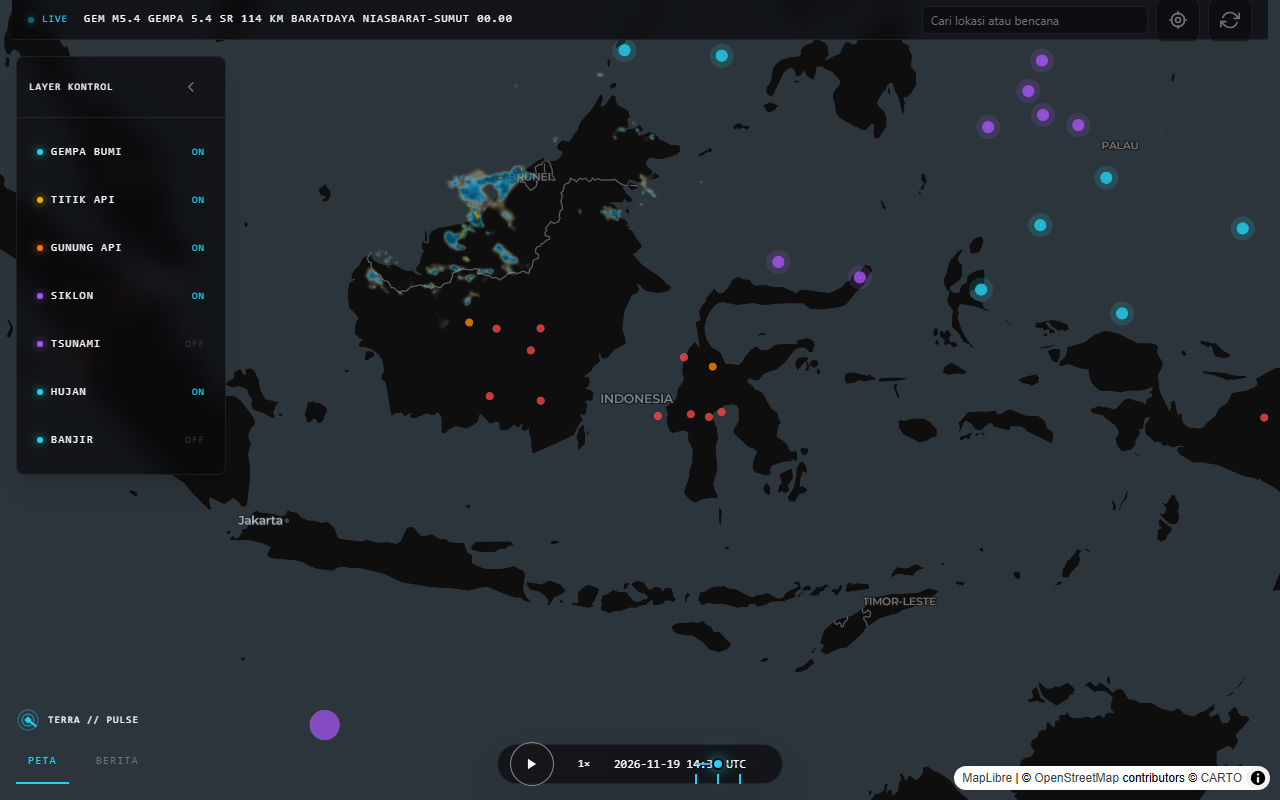 LIVE GEM M5.4 GEMPA 5.4 SR 114 KM BARATDAYA NIASBARAT-SUMUT 00.00
Cari lokasi atau bencana
LAYER KONTROL
GEMPA BUMI ON
TITIK API ON
GUNUNG API ON
SIKLON ON
TSUNAMI OFF
HUJAN ON
BANJIR OFF
BRUNEI
PALAU
INDONESIA
Jakarta
TIMOR-LESTE
TERRA // PULSE
PETA BERITA
1× 2026-11-19 14:3 UTC
MapLibre | © OpenStreetMap contributors © CARTO